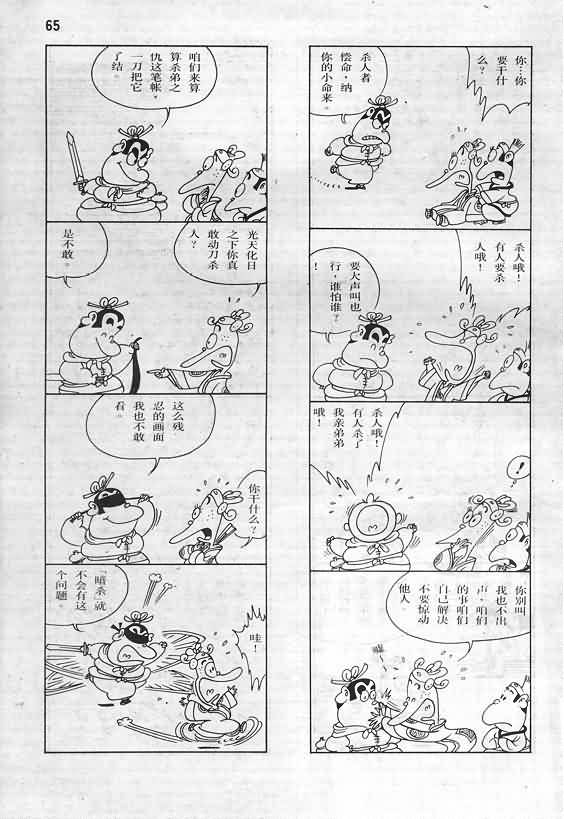 65
你…你
要干什
么？
杀人者
偿命，纳
你的小命来。
杀人哦！
有人要杀
人哦！
要大声叫也
行，谁怕谁？
！
杀人哦！
有人杀了
我亲弟弟
哦！
！
你别叫
我也不出
声，咱们
的事咱们
自己解决
不要惊动
他人
咱们来算
算杀弟之
仇这笔帐，
一刀把它
了结。
光天化日
之下你真
敢动刀杀
人？
是不敢。
你干什么？
这么残
忍的画面
我也不敢
看。
哇！
「暗杀」就
不会有这
个问题。